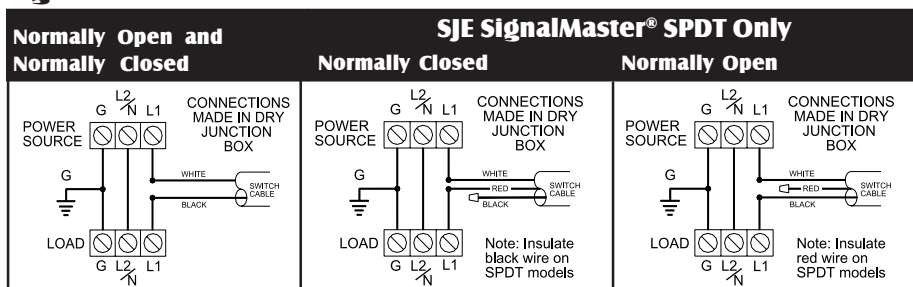 SJE SignalMaster® SPDT Only
Normally Open and
Normally Closed
Normally Closed
Normally Open
L2/N
G
L1
CONNECTIONS
MADE IN DRY
JUNCTION
BOX
POWER
SOURCE
G
WHITE
SWITCH
CABLE
BLACK
LOAD
G
L2/N
L1
L2/N
G
L1
CONNECTIONS
MADE IN DRY
JUNCTION
BOX
POWER
SOURCE
G
WHITE
RED
SWITCH
CABLE
BLACK
LOAD
Note: Insulate
black wire on
SPDT models
G
L2/N
L1
L2/N
G
L1
CONNECTIONS
MADE IN DRY
JUNCTION
BOX
POWER
SOURCE
G
WHITE
RED
SWITCH
CABLE
BLACK
LOAD
Note: Insulate
red wire on
SPDT models
G
L2/N
L1